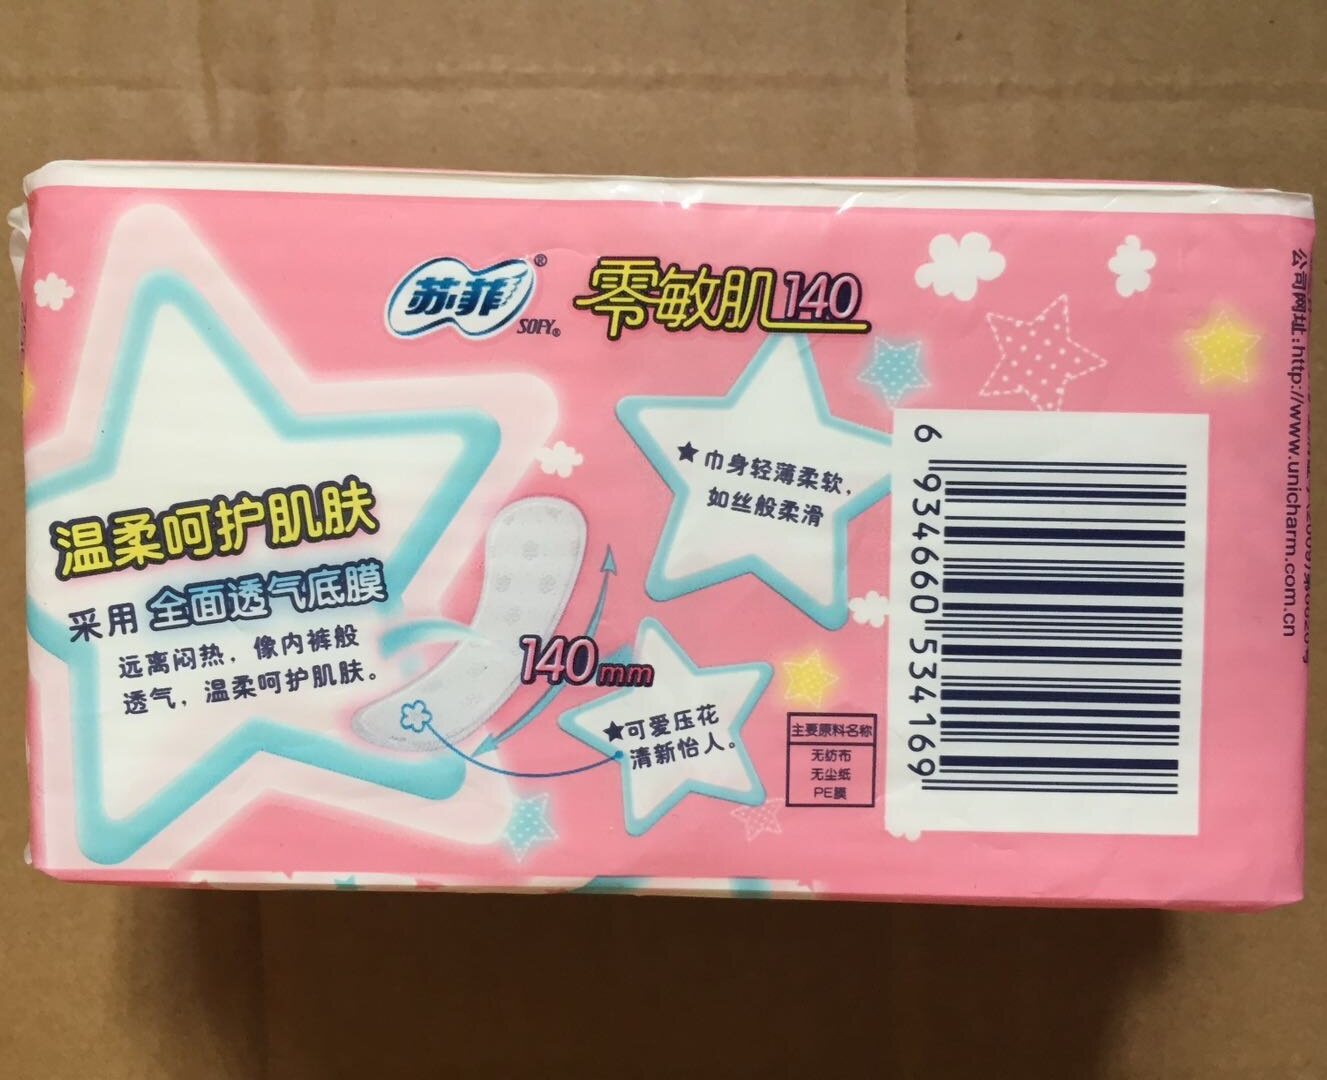 苏菲®
SOFY®
零敏肌140
温柔呵护肌肤
采用 全面透气底膜
远离闷热，像内裤般
透气，温柔呵护肌肤。
★巾身轻薄柔软，
如丝般柔滑
140mm
★可爱压花
清新怡人。
主要原料名称
无纺布
无尘纸
PE膜
6 934660 534169
公司网址:http://www.unicharm.com.cn